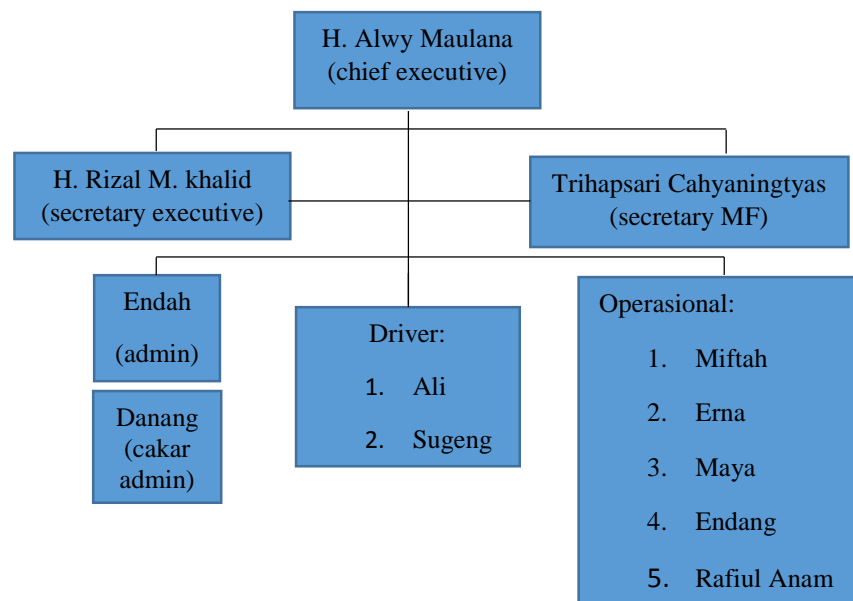 H. Alwy Maulana
(chief executive)
H. Rizal M. khalid
(secretary executive)
Trihapsari Cahyaningtyas
(secretary MF)
Endah
(admin)
Danang
(cakar
admin)
Driver:
1. Ali
2. Sugeng
Operasional:
1. Miftah
2. Erna
3. Maya
4. Endang
5. Rafiul Anam